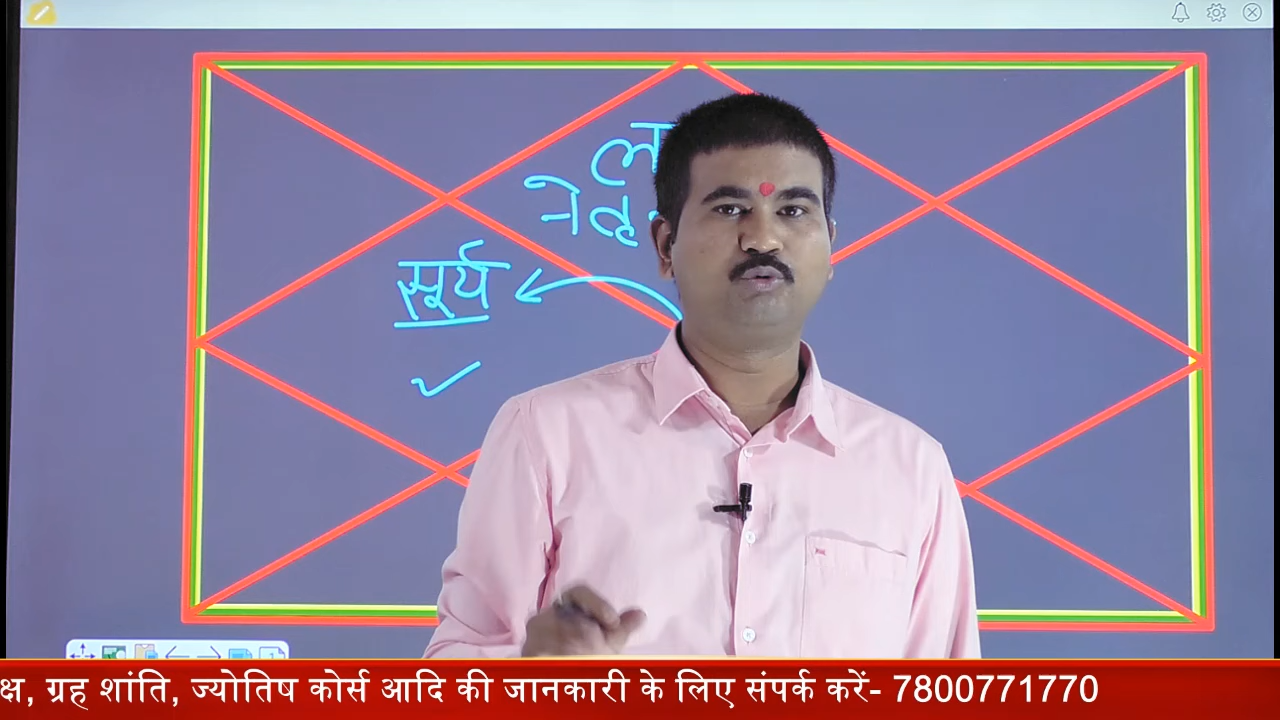 सूर्य
क्ष, ग्रह शांति, ज्योतिष कोर्स आदि की जानकारी के लिए संपर्क करें- 7800771770